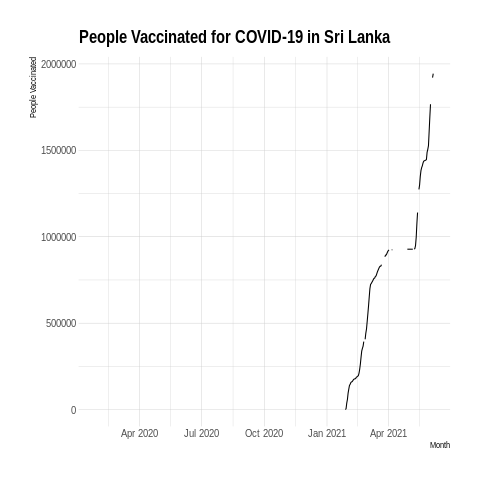 People Vaccinated for COVID-19 in Sri Lanka
People Vaccinated
2000000
1500000
1000000
500000
0
Apr 2020 Jul 2020 Oct 2020 Jan 2021 Apr 2021
Month